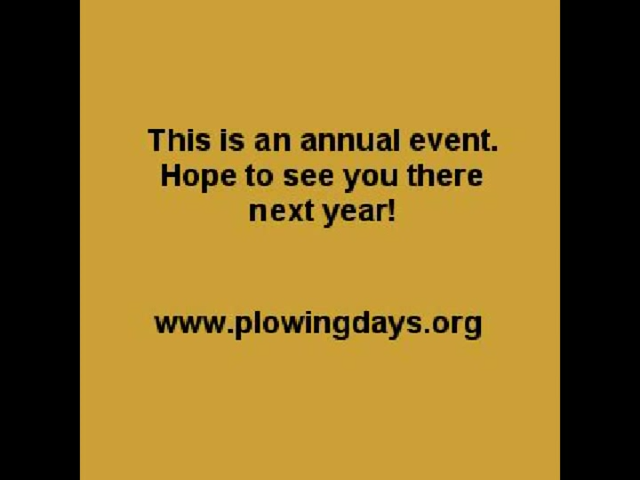 This is an annual event.
Hope to see you there
next year!
www.plowingdays.org